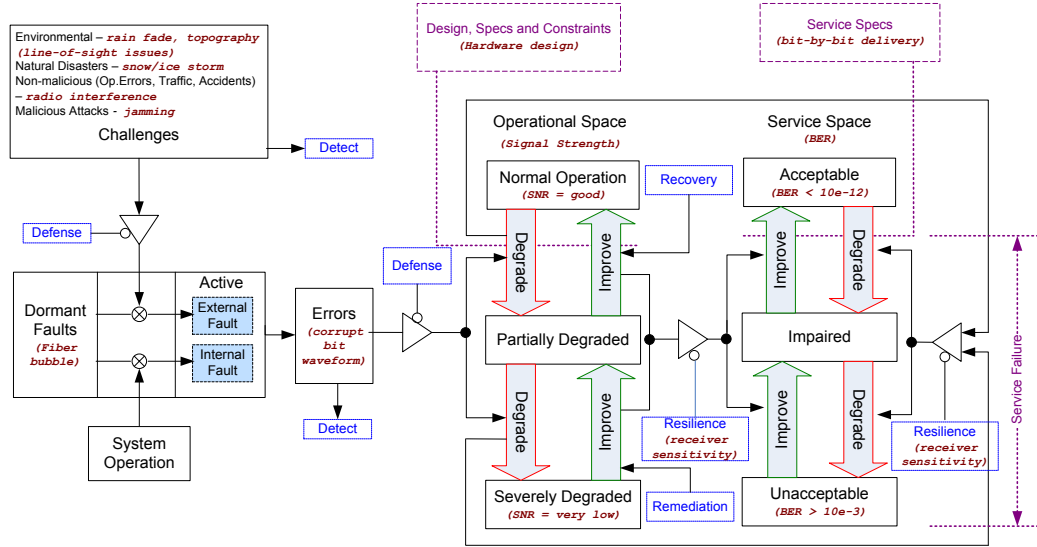 Environmental – rain fade, topography
(line-of-sight issues)
Natural Disasters – snow/ice storm
Non-malicious (Op.Errors, Traffic, Accidents)
– radio interference
Malicious Attacks - jamming
Challenges
Detect
Defense
Dormant
Faults
(Fiber
bubble)
Active
External
Fault
Internal
Fault
System
Operation
Errors
(corrupt
bit
waveform)
Detect
Defense
Design, Specs and Constraints
(Hardware design)
Service Specs
(bit-by-bit delivery)
Operational Space
(Signal Strength)
Normal Operation
(SNR = good)
Recovery
Degrade
Improve
Partially Degraded
Degrade
Improve
Severely Degraded
(SNR = very low)
Remediation
Resilience
(receiver
sensitivity)
Service Space
(BER)
Acceptable
(BER < 10e-12)
Improve
Degrade
Impaired
Improve
Degrade
Unacceptable
(BER > 10e-3)
Resilience
(receiver
sensitivity)
Service Failure